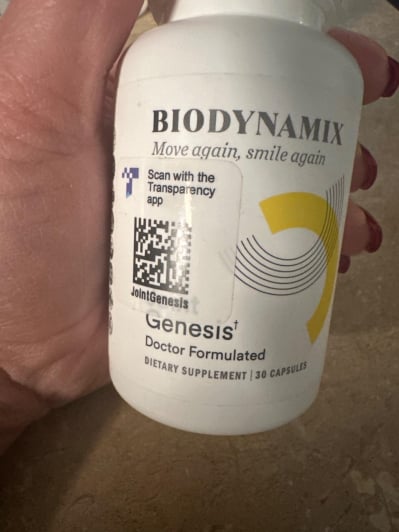 BIODYNAMIX
Move again, smile again
Scan with the
Transparency
app
JointGenesis
Genesis†
Doctor Formulated
DIETARY SUPPLEMENT | 30 CAPSULES